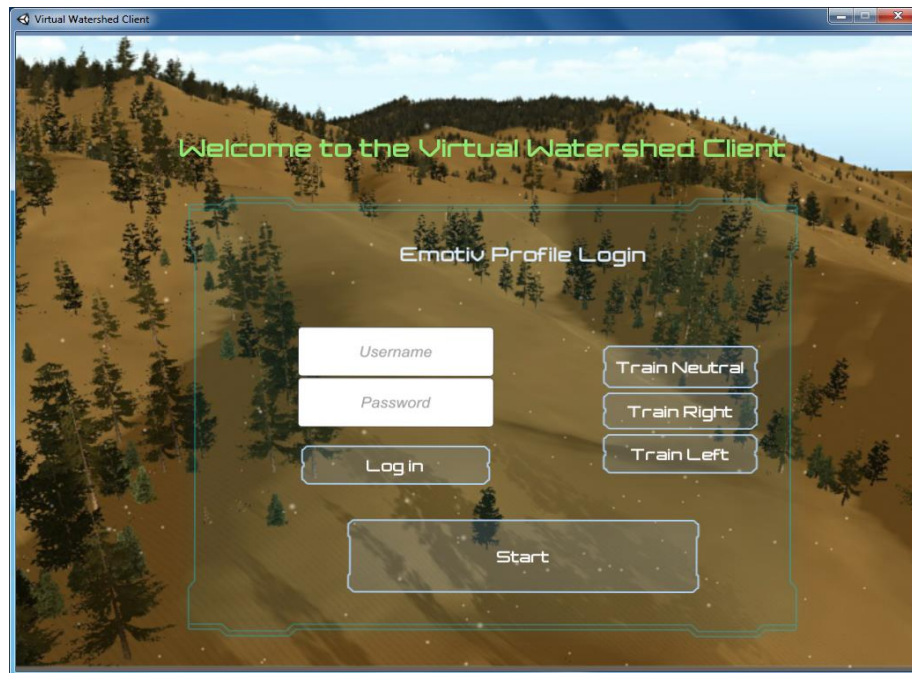 Virtual Watershed Client
Welcome to the Virtual Watershed Client
Emotiv Profile Login
Username
Password
Log in
Train Neutral
Train Right
Train Left
Start